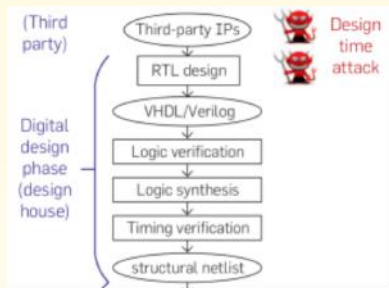 (Third
party)
Third-party IPs
Design
time
attack
RTL design
VHDL/Verilog
Digital
design
phase
(design
house)
Logic verification
Logic synthesis
Timing verification
structural netlist